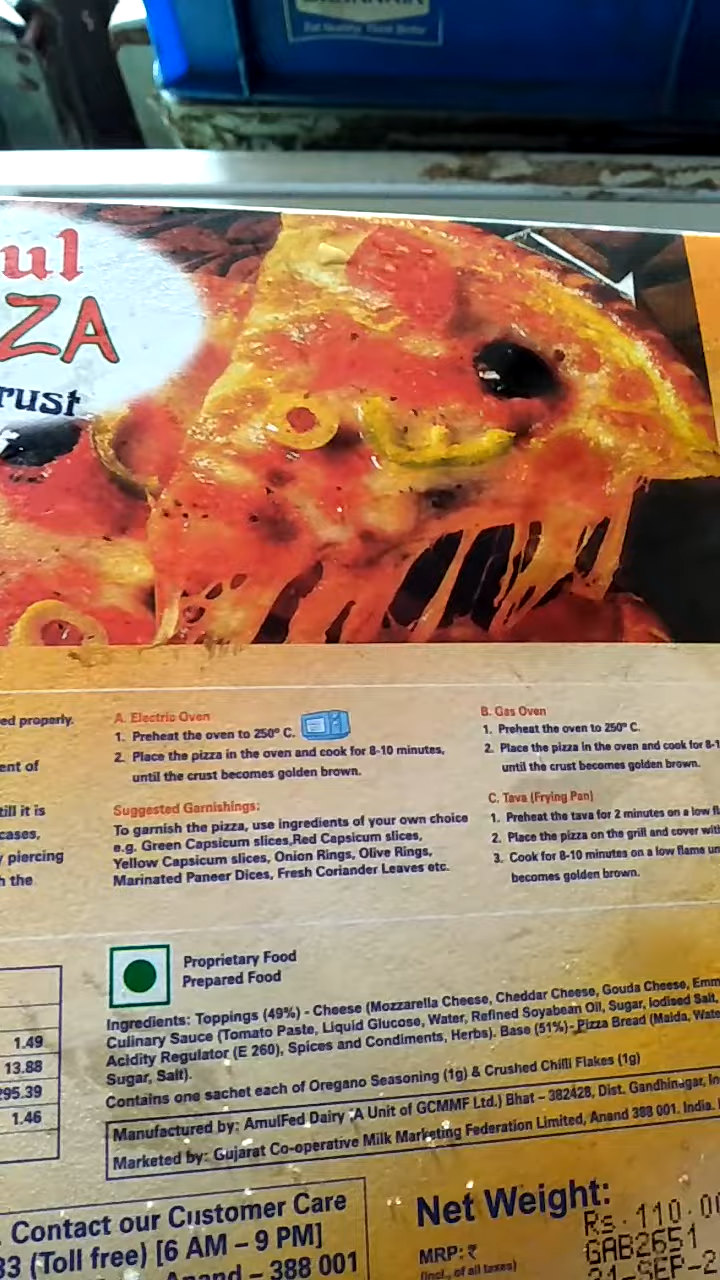 Eat Healthy, Think Better
ul
ZA
rust
ed properly.
ent of
till it is
cases,
piercing
h the
A. Electric Oven
1. Preheat the oven to 250° C.
2. Place the pizza in the oven and cook for 8-10 minutes,
until the crust becomes golden brown.
Suggested Garnishings:
To garnish the pizza, use ingredients of your own choice
e.g. Green Capsicum slices,Red Capsicum slices,
Yellow Capsicum slices, Onion Rings, Olive Rings,
Marinated Paneer Dices, Fresh Coriander Leaves etc.
B. Gas Oven
1. Preheat the oven to 250° C.
2. Place the pizza in the oven and cook for 8-1
until the crust becomes golden brown.
C. Tava (Frying Pan)
1. Preheat the tava for 2 minutes on a low fl
2. Place the pizza on the grill and cover wit
3. Cook for 8-10 minutes on a low flame un
becomes golden brown.
1.49
13.88
295.39
1.46
Proprietary Food
Prepared Food
Ingredients: Toppings (49%) - Cheese (Mozzarella Cheese, Cheddar Cheese, Gouda Cheese, Emm
Culinary Sauce (Tomato Paste, Liquid Glucose, Water, Refined Soyabean Oil, Sugar, Iodised Salt,
Acidity Regulator (E 260), Spices and Condiments, Herbs). Base (51%)- Pizza Bread (Maida, Wate
Sugar, Salt).
Contains one sachet each of Oregano Seasoning (1g) & Crushed Chilli Flakes (1g)
Manufactured by: AmulFed Dairy (A Unit of GCMMF Ltd.) Bhat – 382428, Dist. Gandhinagar, In
Marketed by: Gujarat Co-operative Milk Marketing Federation Limited, Anand 388 001. India.
Contact our Customer Care
33 (Toll free) [6 AM – 9 PM]
Anand – 388 001
Net Weight:
MRP: ₹
(incl., of all taxes)
Rs.110.00
GAB2651
21-SEP-2